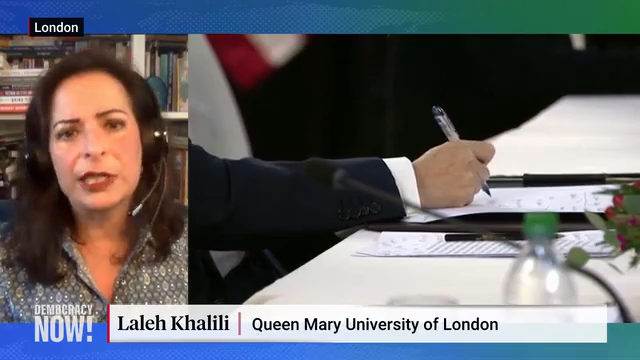 London
DEMOCRACY
NOW!
Laleh Khalili | Queen Mary University of London